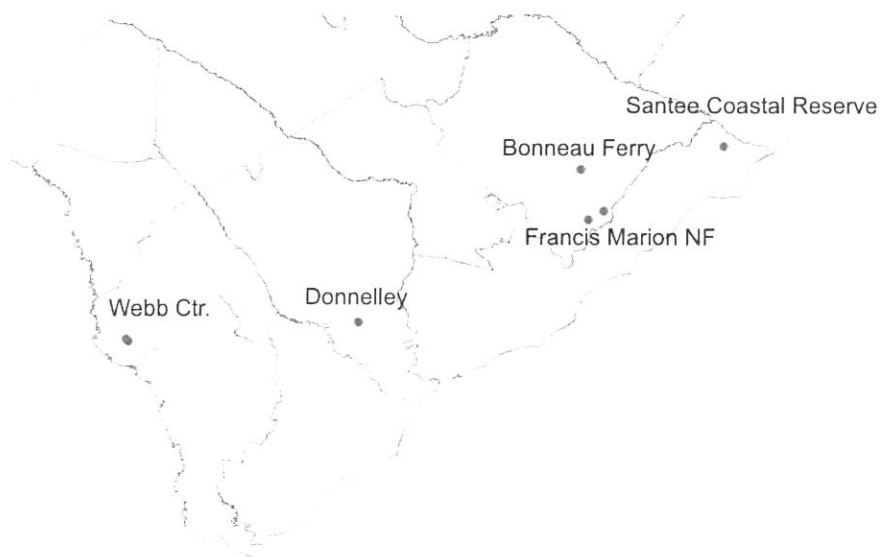 Santee Coastal Reserve
Bonneau Ferry
Francis Marion NF
Donnelley
Webb Ctr.